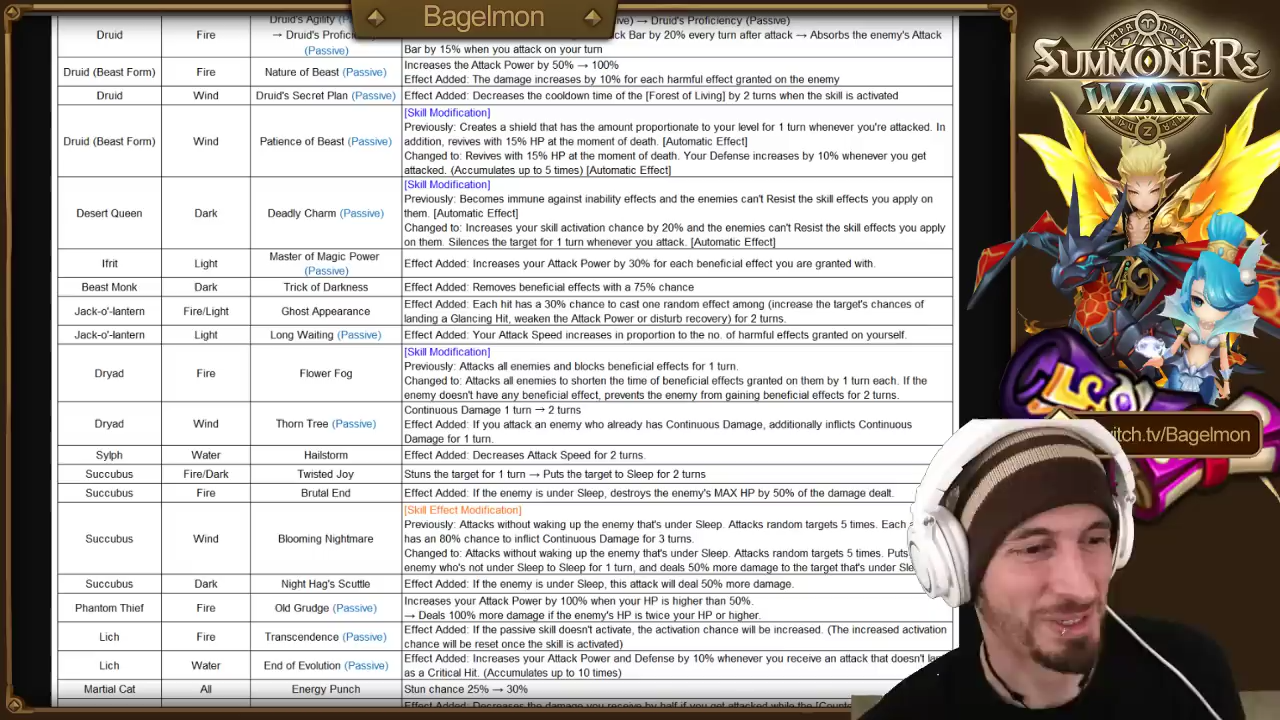 Bagelmon
Druid Fire Druid's Agility → Druid's (Passive) → Druid's Proficiency (Passive)
Bar by 20% every turn after attack → Absorbs the enemy's Attack
(Passive) Bar by 15% when you attack on your turn
Druid (Beast Form) Fire Nature of Beast (Passive) Increases the Attack Power by 50% → 100%
Effect Added: The damage increases by 10% for each harmful effect granted on the enemy
Druid Wind Druid's Secret Plan (Passive) Effect Added: Decreases the cooldown time of the [Forest of Living] by 2 turns when the skill is activated
Druid (Beast Form) Wind Patience of Beast (Passive) [Skill Modification]
Previously: Creates a shield that has the amount proportionate to your level for 1 turn whenever you're attacked. In
addition, revives with 15% HP at the moment of death. [Automatic Effect]
Changed to: Revives with 15% HP at the moment of death. Your Defense increases by 10% whenever you get
attacked. (Accumulates up to 5 times) [Automatic Effect]
Desert Queen Dark Deadly Charm (Passive) [Skill Modification]
Previously: Becomes immune against inability effects and the enemies can't Resist the skill effects you apply on
them. [Automatic Effect]
Changed to: Increases your skill activation chance by 20% and the enemies can't Resist the skill effects you apply
on them. Silences the target for 1 turn whenever you attack. [Automatic Effect]
Ifrit Light Master of Magic Power (Passive) Effect Added: Increases your Attack Power by 30% for each beneficial effect you are granted with.
Beast Monk Dark Trick of Darkness Effect Added: Removes beneficial effects with a 75% chance
Jack-o'-lantern Fire/Light Ghost Appearance Effect Added: Each hit has a 30% chance to cast one random effect among (increase the target's chances of
landing a Glancing Hit, weaken the Attack Power or disturb recovery) for 2 turns.
Jack-o'-lantern Light Long Waiting (Passive) Effect Added: Your Attack Speed increases in proportion to the no. of harmful effects granted on yourself.
Dryad Fire Flower Fog [Skill Modification]
Previously: Attacks all enemies and blocks beneficial effects for 1 turn.
Changed to: Attacks all enemies to shorten the time of beneficial effects granted on them by 1 turn each. If the
enemy doesn't have any beneficial effect, prevents the enemy from gaining beneficial effects for 2 turns.
Dryad Wind Thorn Tree (Passive) Continuous Damage 1 turn → 2 turns
Effect Added: If you attack an enemy who already has Continuous Damage, additionally inflicts Continuous
Damage for 1 turn.
Sylph Water Hailstorm Effect Added: Decreases Attack Speed for 2 turns.
Succubus Fire/Dark Twisted Joy Stuns the target for 1 turn → Puts the target to Sleep for 2 turns
Succubus Fire Brutal End Effect Added: If the enemy is under Sleep, destroys the enemy's MAX HP by 50% of the damage dealt.
Succubus Wind Blooming Nightmare [Skill Effect Modification]
Previously: Attacks without waking up the enemy that's under Sleep. Attacks random targets 5 times. Each
has an 80% chance to inflict Continuous Damage for 3 turns.
Changed to: Attacks without waking up the enemy that's under Sleep. Attacks random targets 5 times. Puts
enemy who's not under Sleep to Sleep for 1 turn, and deals 50% more damage to the target that's under
Succubus Dark Night Hag's Scuttle Effect Added: If the enemy is under Sleep, this attack will deal 50% more damage.
Phantom Thief Fire Old Grudge (Passive) Increases your Attack Power by 100% when your HP is higher than 50%.
→ Deals 100% more damage if the enemy's HP is twice your HP or higher.
Lich Fire Transcendence (Passive) Effect Added: If the passive skill doesn't activate, the activation chance will be increased. (The increased activation
chance will be reset once the skill is activated)
Lich Water End of Evolution (Passive) Effect Added: Increases your Attack Power and Defense by 10% whenever you receive an attack that doesn't
as a Critical Hit. (Accumulates up to 10 times)
Martial Cat All Energy Punch Stun chance 25% → 30%
Effect Added: Decreases the damage you receive by half if you get attacked while the
SUMMONERS
WAR
twitch.tv/Bagelmon